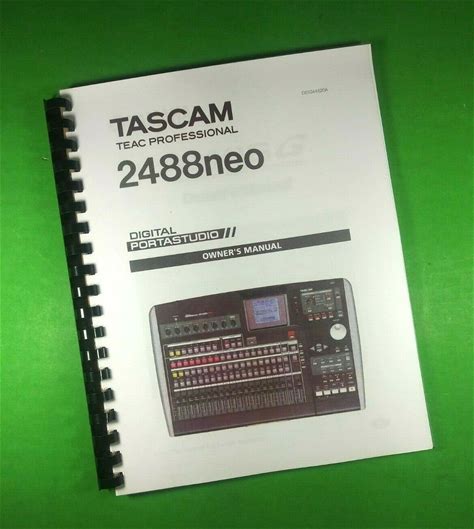 TASCAM
TEAC PROFESSIONAL
2488neo
DIGITAL
PORTASTUDIO
OWNER'S MANUAL